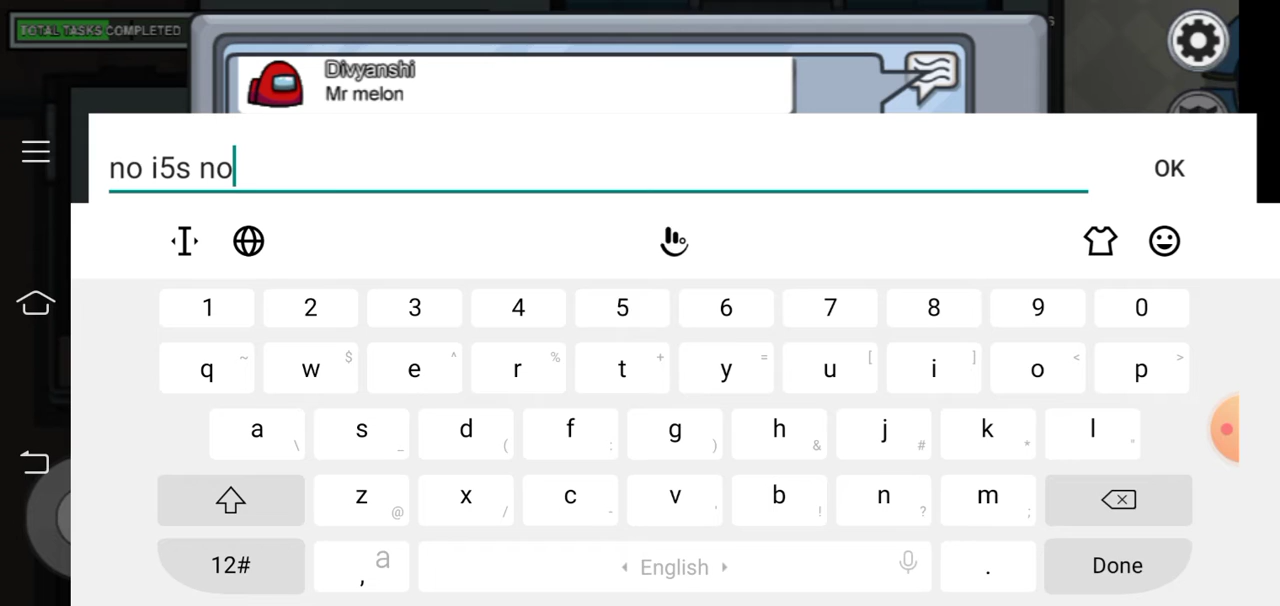 TOTAL TASKS COMPLETED
Divyanshi
Mr melon
no i5s no
OK
1 2 3 4 5 6 7 8 9 0
q ~ w $ e ^ r % t + y = u [ i ] o < p >
a \ s _ d ( f : g ) h & j # k * l "
z @ x / c - v ' b ! n ? m ;
12# , a English . Done